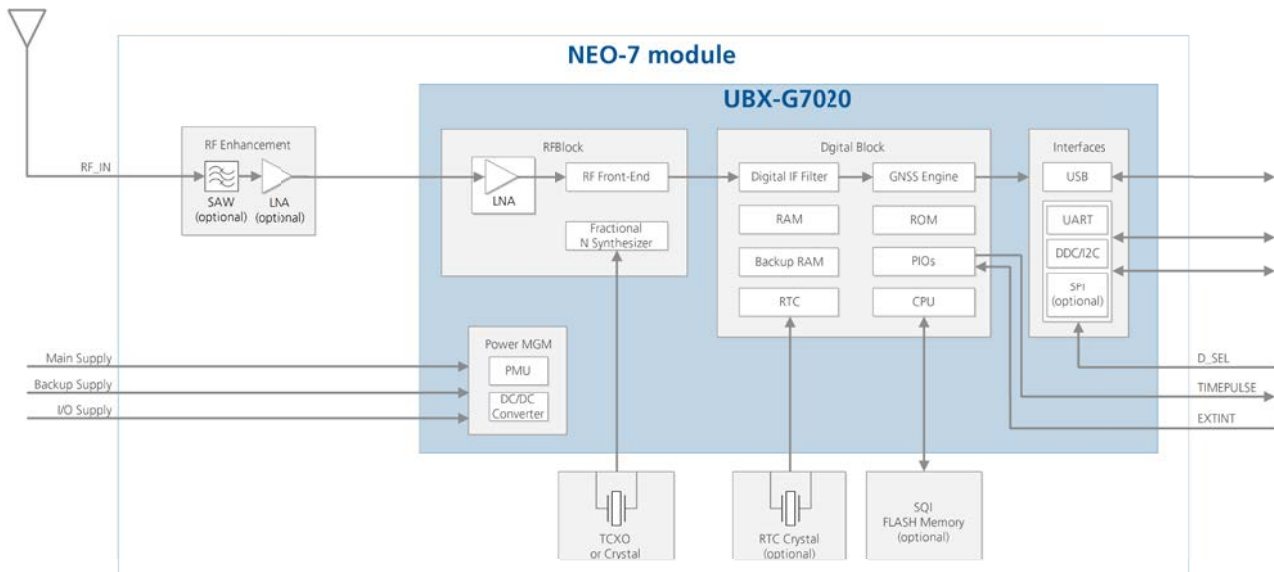 NEO-7 module
UBX-G7020
RF Enhancement
RF_IN
SAW
(optional)
LNA
(optional)
RFBlock
LNA
RF Front-End
Fractional
N Synthesizer
Digital Block
Digital IF Filter
GNSS Engine
RAM
ROM
Backup RAM
PIOs
RTC
CPU
Interfaces
USB
UART
DDC/I2C
SPI
(optional)
Main Supply
Backup Supply
I/O Supply
Power MGM
PMU
DC/DC
Converter
D_SEL
TIMEPULSE
EXTINT
TCXO
or Crystal
RTC Crystal
(optional)
SQI
FLASH Memory
(optional)